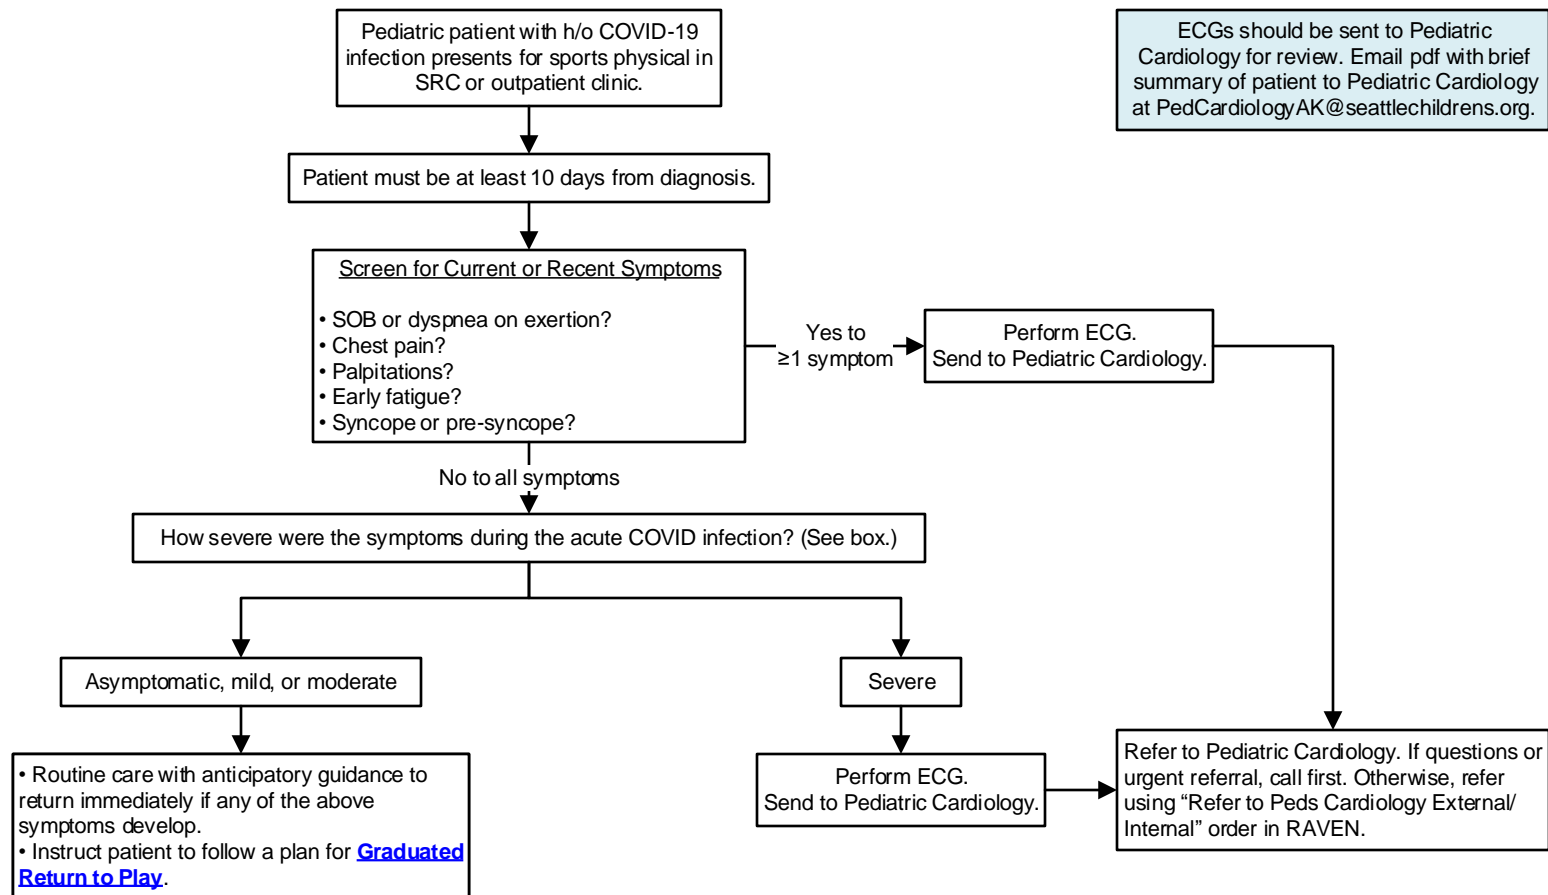 Pediatric patient with h/o COVID-19
infection presents for sports physical in
SRC or outpatient clinic.
ECGs should be sent to Pediatric
Cardiology for review. Email pdf with brief
summary of patient to Pediatric Cardiology
at PedCardiologyAK@seattlechildrens.org.
Patient must be at least 10 days from diagnosis.
Screen for Current or Recent Symptoms
• SOB or dyspnea on exertion?
• Chest pain?
• Palpitations?
• Early fatigue?
• Syncope or pre-syncope?
Yes to
≥1 symptom
Perform ECG.
Send to Pediatric Cardiology.
No to all symptoms
How severe were the symptoms during the acute COVID infection? (See box.)
Asymptomatic, mild, or moderate
Severe
• Routine care with anticipatory guidance to
return immediately if any of the above
symptoms develop.
• Instruct patient to follow a plan for Graduated
Return to Play.
Perform ECG.
Send to Pediatric Cardiology.
Refer to Pediatric Cardiology. If questions or
urgent referral, call first. Otherwise, refer
using “Refer to Peds Cardiology External/
Internal” order in RAVEN.